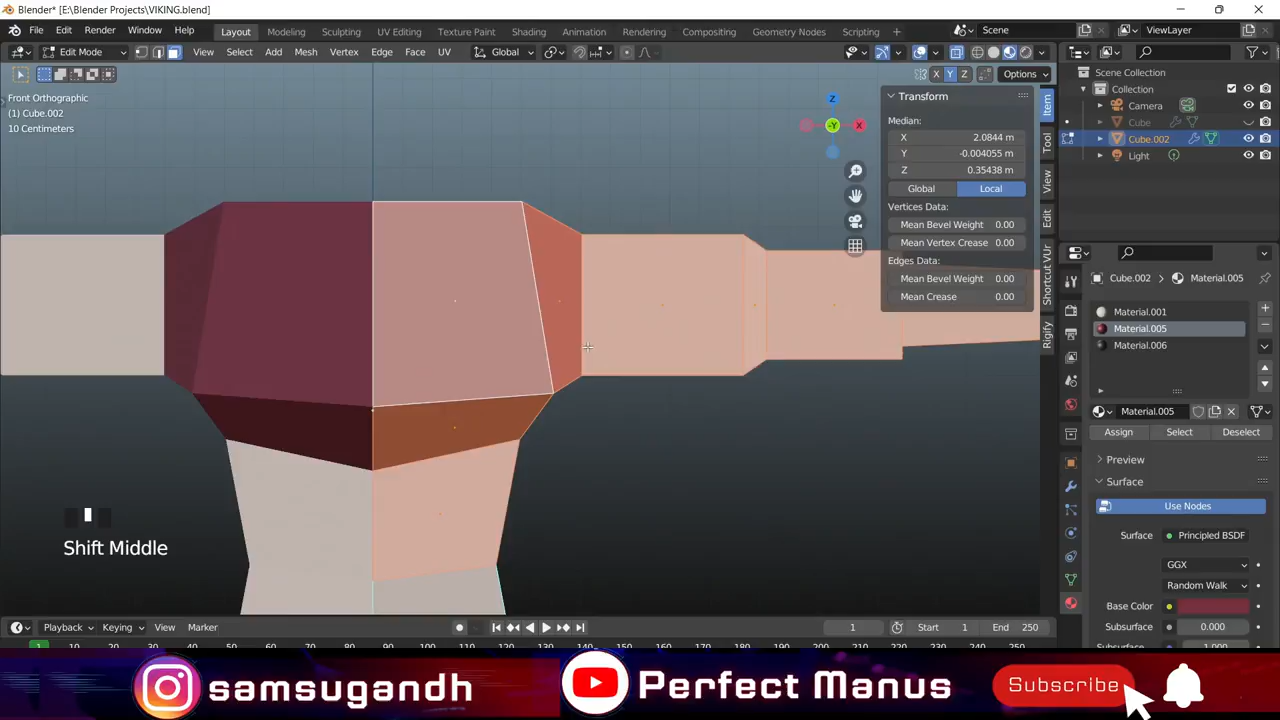 Blender* [E:\Blender Projects\VIKING.blend]
File Edit Render Window Help Layout Modeling Sculpting UV Editing Texture Paint Shading Animation Rendering Compositing Geometry Nodes Scripting + Scene ViewLayer
Edit Mode View Select Add Mesh Vertex Edge Face UV Global
X Y Z Options
Front Orthographic
(1) Cube.002
10 Centimeters
Z
X
-Y
Transform
Median:
X 2.0844 m
Y -0.004055 m
Z 0.35438 m
Global Local
Vertices Data:
Mean Bevel Weight 0.00
Mean Vertex Crease 0.00
Edges Data:
Mean Bevel Weight 0.00
Mean Crease 0.00
Item
Tool
View
Edit
Shortcut VUr
Rigify
Scene Collection
Collection
Camera
Cube
Cube.002
Light
Cube.002 Material.005
Material.001
Material.005
Material.006
Material.005
Assign Select Deselect
Preview
Surface
Use Nodes
Surface Principled BSDF
GGX
Random Walk
Base Color
Subsurface 0.000
Shift Middle
Playback Keying View Marker 1 Start 1 End 250
samsugandh Perfect Manus Subscribe